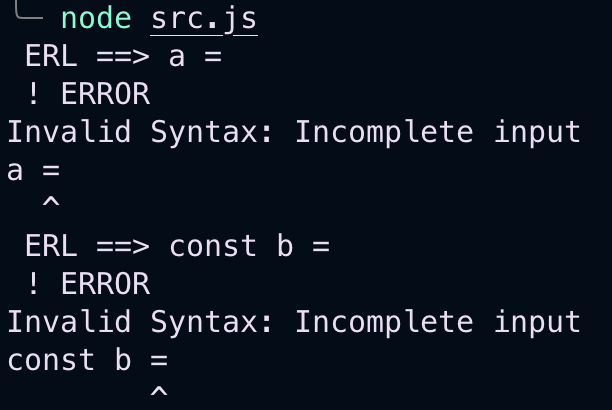 ╰─ node src.js
 ERL ==> a =
 ! ERROR
Invalid Syntax: Incomplete input
a =
  ^
 ERL ==> const b =
 ! ERROR
Invalid Syntax: Incomplete input
const b =
        ^